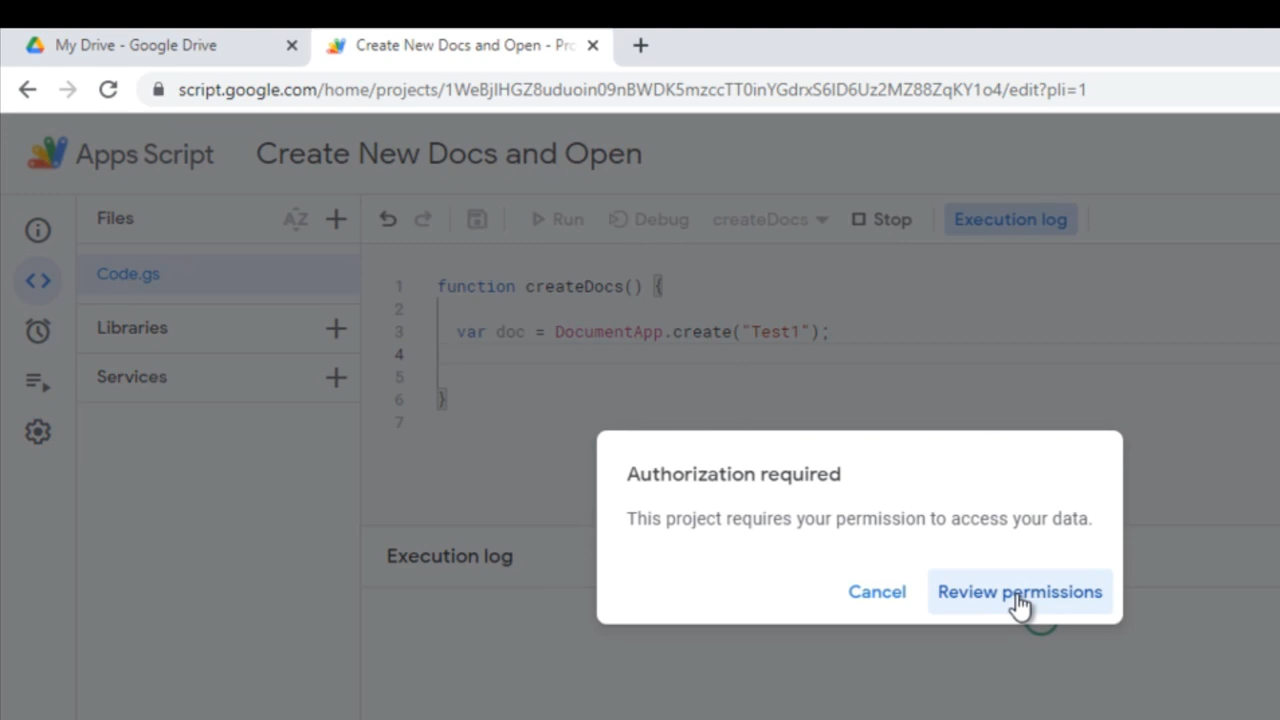 My Drive - Google Drive
Create New Docs and Open - Pro
script.google.com/home/projects/1WeBjIHGZ8uduoin09nBWDK5mzccTT0inYGdrxS6ID6Uz2MZ88ZqKY1o4/edit?pli=1
Apps Script Create New Docs and Open
Files AZ Run Debug createDocs Stop Execution log
Code.gs
Libraries
Services
1 function createDocs() {
2
3 var doc = DocumentApp.create("Test1");
4
5
6 }
7
Authorization required
This project requires your permission to access your data.
Cancel Review permissions
Execution log